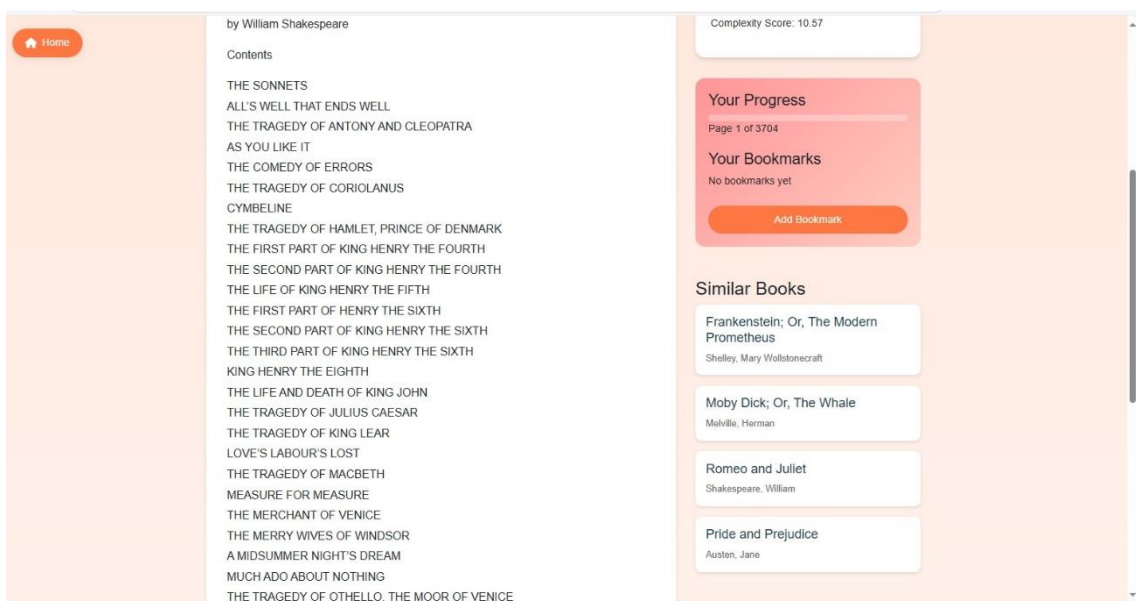 Home
by William Shakespeare
Contents
THE SONNETS
ALL'S WELL THAT ENDS WELL
THE TRAGEDY OF ANTONY AND CLEOPATRA
AS YOU LIKE IT
THE COMEDY OF ERRORS
THE TRAGEDY OF CORIOLANUS
CYMBELINE
THE TRAGEDY OF HAMLET, PRINCE OF DENMARK
THE FIRST PART OF KING HENRY THE FOURTH
THE SECOND PART OF KING HENRY THE FOURTH
THE LIFE OF KING HENRY THE FIFTH
THE FIRST PART OF HENRY THE SIXTH
THE SECOND PART OF KING HENRY THE SIXTH
THE THIRD PART OF KING HENRY THE SIXTH
KING HENRY THE EIGHTH
THE LIFE AND DEATH OF KING JOHN
THE TRAGEDY OF JULIUS CAESAR
THE TRAGEDY OF KING LEAR
LOVE'S LABOUR'S LOST
THE TRAGEDY OF MACBETH
MEASURE FOR MEASURE
THE MERCHANT OF VENICE
THE MERRY WIVES OF WINDSOR
A MIDSUMMER NIGHT'S DREAM
MUCH ADO ABOUT NOTHING
THE TRAGEDY OF OTHELLO, THE MOOR OF VENICE
Complexity Score: 10.57
Your Progress
Page 1 of 3704
Your Bookmarks
No bookmarks yet
Add Bookmark
Similar Books
Frankenstein; Or, The Modern
Prometheus
Shelley, Mary Wollstonecraft
Moby Dick; Or, The Whale
Melville, Herman
Romeo and Juliet
Shakespeare, William
Pride and Prejudice
Austen, Jane